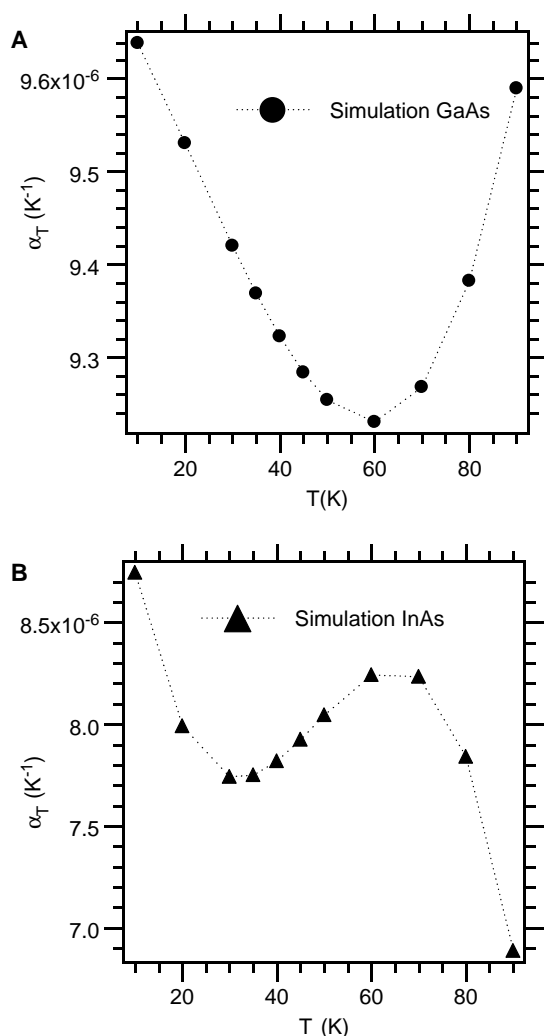 A
9.6x10⁻⁶
Simulation GaAs
9.5
9.4
9.3
α_T (K⁻¹)
20 40 60 80
T(K)
B
8.5x10⁻⁶
Simulation InAs
8.0
7.5
7.0
α_T (K⁻¹)
20 40 60 80
T (K)